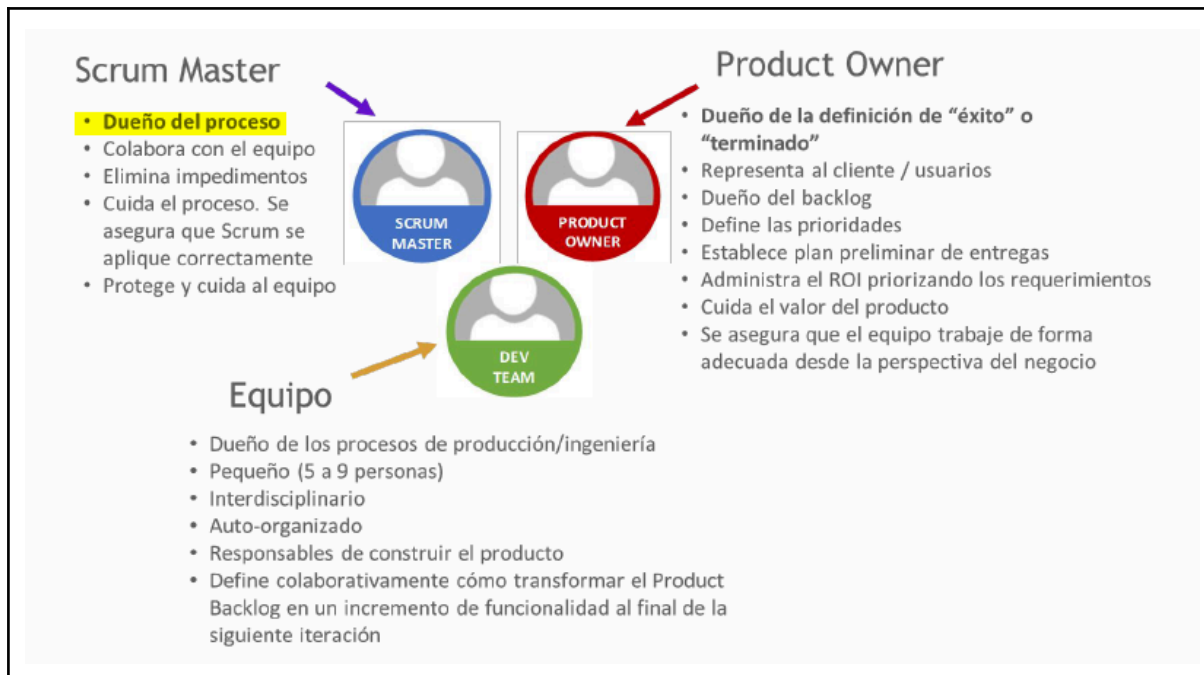 Scrum Master
• Dueño del proceso
• Colabora con el equipo
• Elimina impedimentos
• Cuida el proceso. Se
asegura que Scrum se
aplique correctamente
• Protege y cuida al equipo
SCRUM
MASTER
PRODUCT
OWNER
DEV
TEAM
Product Owner
• Dueño de la definición de “éxito” o
“terminado”
• Representa al cliente / usuarios
• Dueño del backlog
• Define las prioridades
• Establece plan preliminar de entregas
• Administra el ROI priorizando los requerimientos
• Cuida el valor del producto
• Se asegura que el equipo trabaje de forma
adecuada desde la perspectiva del negocio
Equipo
• Dueño de los procesos de producción/ingeniería
• Pequeño (5 a 9 personas)
• Interdisciplinario
• Auto-organizado
• Responsables de construir el producto
• Define colaborativamente cómo transformar el Product
Backlog en un incremento de funcionalidad al final de la
siguiente iteración